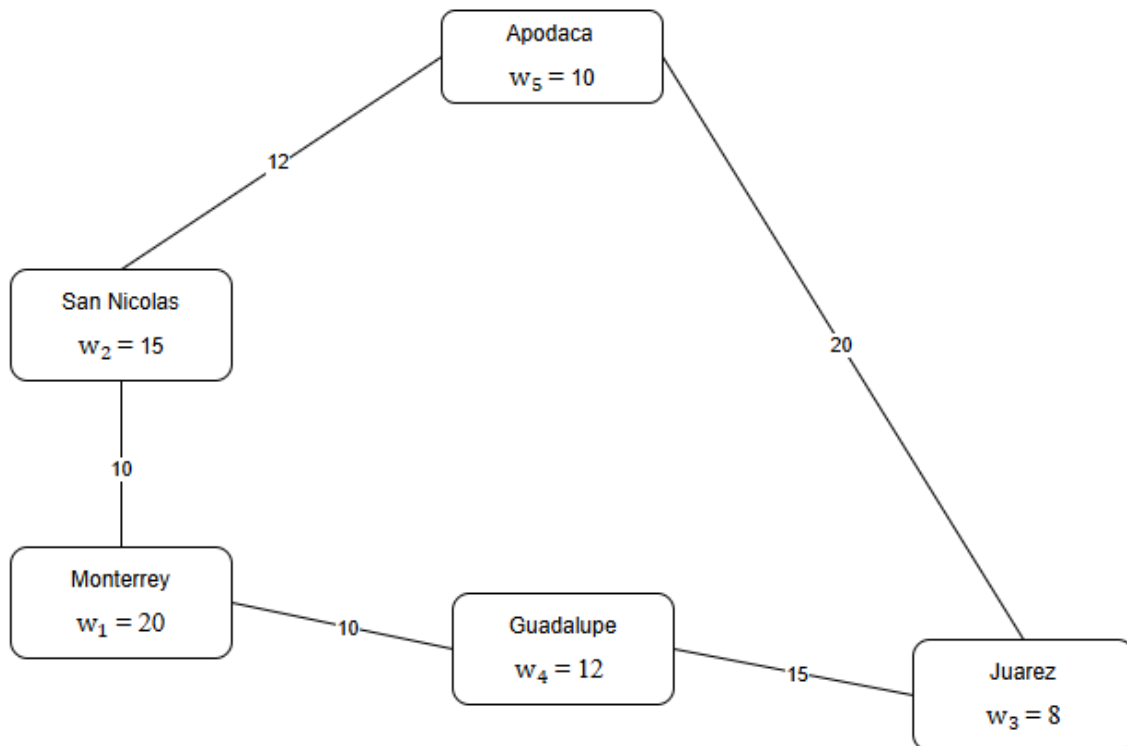 Apodaca
w₅ = 10
12
San Nicolas
w₂ = 15
20
10
Monterrey
w₁ = 20
10
Guadalupe
w₄ = 12
15
Juarez
w₃ = 8